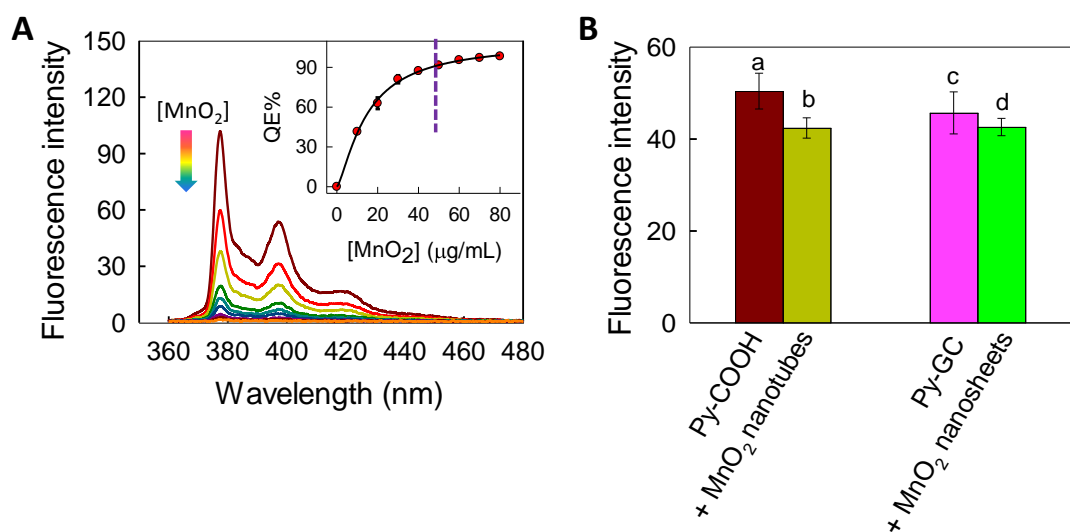 A
Fluorescence intensity
150
120
90
60
30
0
[MnO₂]
QE%
90
60
30
0
0 20 40 60 80
[MnO₂] (μg/mL)
360 380 400 420 440 460 480
Wavelength (nm)
B
Fluorescence intensity
60
40
20
0
a
b
c
d
Py-COOH
+ MnO₂ nanotubes
Py-GC
+ MnO₂ nanosheets